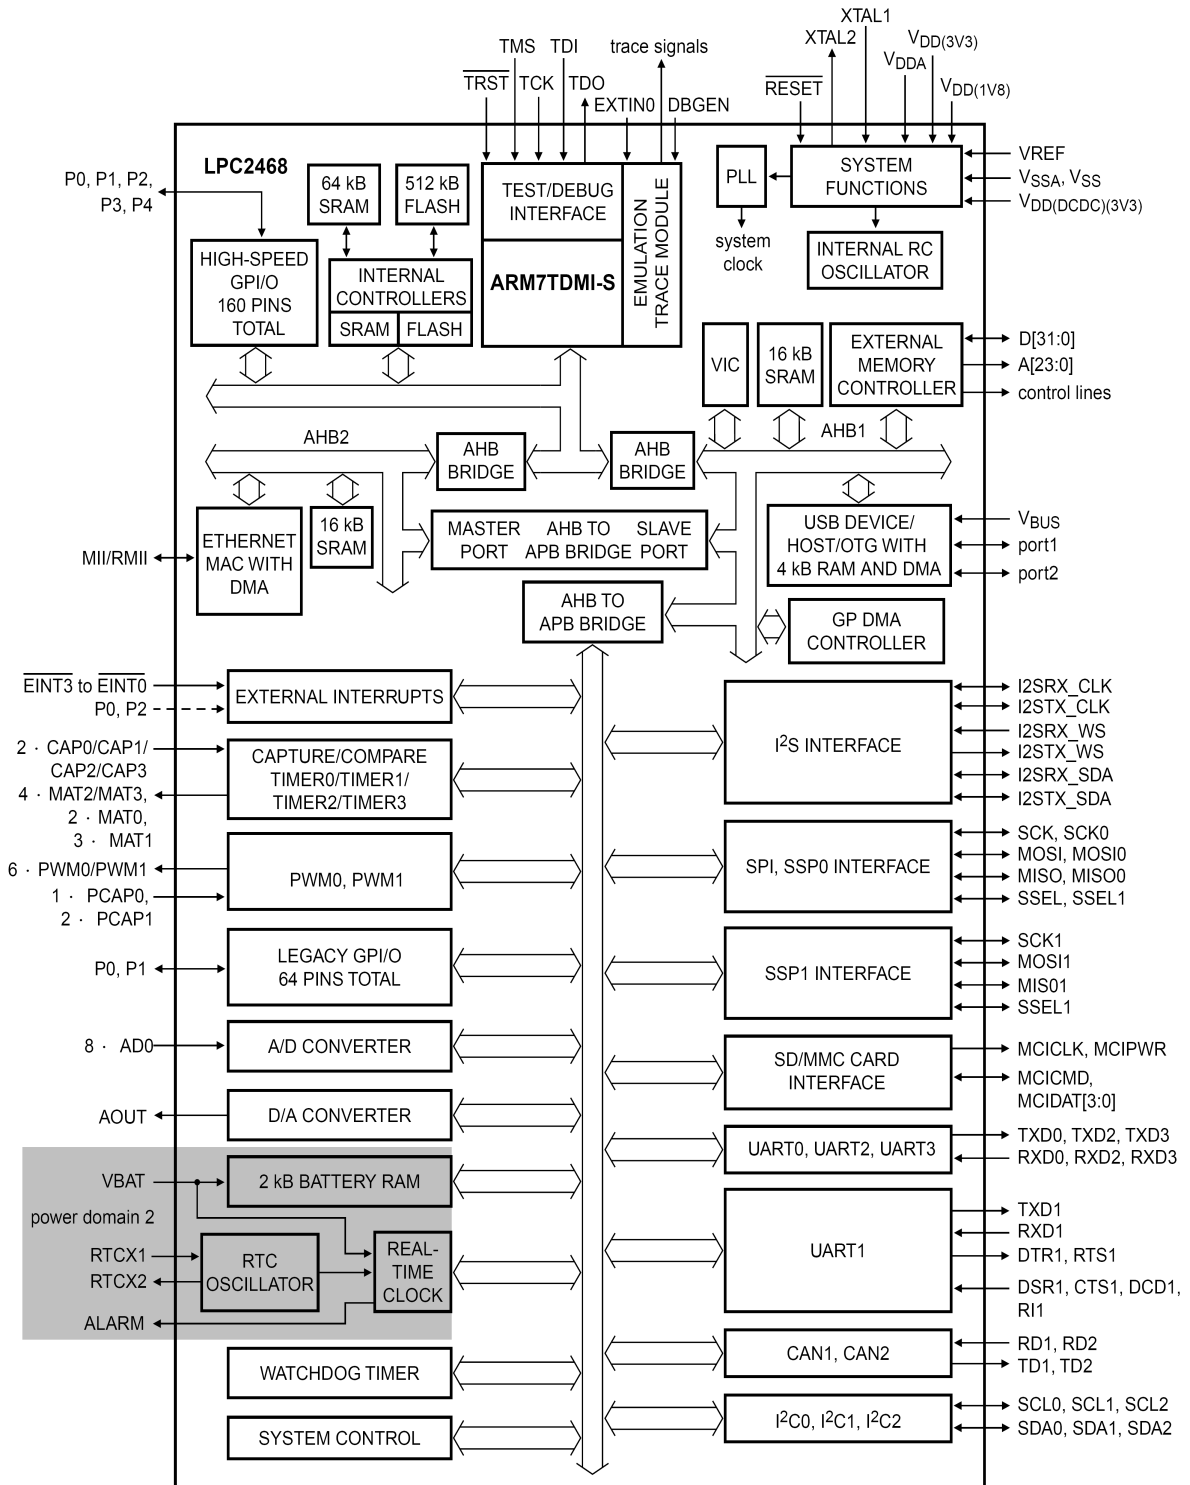 XTAL1
XTAL2
VDD(3V3)
VDDA
VDD(1V8)
RESET
TMS
TDI
trace signals
TRST
TCK
TDO
EXTIN0
DBGEN
LPC2468
P0, P1, P2,
P3, P4
64 kB
SRAM
512 kB
FLASH
TEST/DEBUG
INTERFACE
EMULATION
TRACE MODULE
PLL
SYSTEM
FUNCTIONS
VREF
VSSA, VSS
VDD(DCDC)(3V3)
system
clock
INTERNAL RC
OSCILLATOR
HIGH-SPEED
GPI/O
160 PINS
TOTAL
INTERNAL
CONTROLLERS
SRAM
FLASH
ARM7TDMI-S
VIC
16 kB
SRAM
EXTERNAL
MEMORY
CONTROLLER
D[31:0]
A[23:0]
control lines
AHB2
AHB
BRIDGE
AHB
BRIDGE
AHB1
ETHERNET
MAC WITH
DMA
MII/RMII
16 kB
SRAM
MASTER
PORT
AHB TO
APB BRIDGE
SLAVE
PORT
USB DEVICE/
HOST/OTG WITH
4 kB RAM AND DMA
VBUS
port1
port2
AHB TO
APB BRIDGE
GP DMA
CONTROLLER
EINT3 to EINT0
P0, P2
EXTERNAL INTERRUPTS
I2S INTERFACE
I2SRX_CLK
I2STX_CLK
I2SRX_WS
I2STX_WS
I2SRX_SDA
I2STX_SDA
2 · CAP0/CAP1/
CAP2/CAP3
4 · MAT2/MAT3,
2 · MAT0,
3 · MAT1
CAPTURE/COMPARE
TIMER0/TIMER1/
TIMER2/TIMER3
6 · PWM0/PWM1
1 · PCAP0,
2 · PCAP1
PWM0, PWM1
SPI, SSP0 INTERFACE
SCK, SCK0
MOSI, MOSI0
MISO, MISO0
SSEL, SSEL1
P0, P1
LEGACY GPI/O
64 PINS TOTAL
SSP1 INTERFACE
SCK1
MOSI1
MIS01
SSEL1
8 · AD0
A/D CONVERTER
SD/MMC CARD
INTERFACE
MCICLK, MCIPWR
MCICMD,
MCIDAT[3:0]
AOUT
D/A CONVERTER
UART0, UART2, UART3
TXD0, TXD2, TXD3
RXD0, RXD2, RXD3
VBAT
2 kB BATTERY RAM
power domain 2
RTCX1
RTCX2
RTC
OSCILLATOR
REAL-
TIME
CLOCK
ALARM
UART1
TXD1
RXD1
DTR1, RTS1
DSR1, CTS1, DCD1,
RI1
WATCHDOG TIMER
CAN1, CAN2
RD1, RD2
TD1, TD2
SYSTEM CONTROL
I2C0, I2C1, I2C2
SCL0, SCL1, SCL2
SDA0, SDA1, SDA2